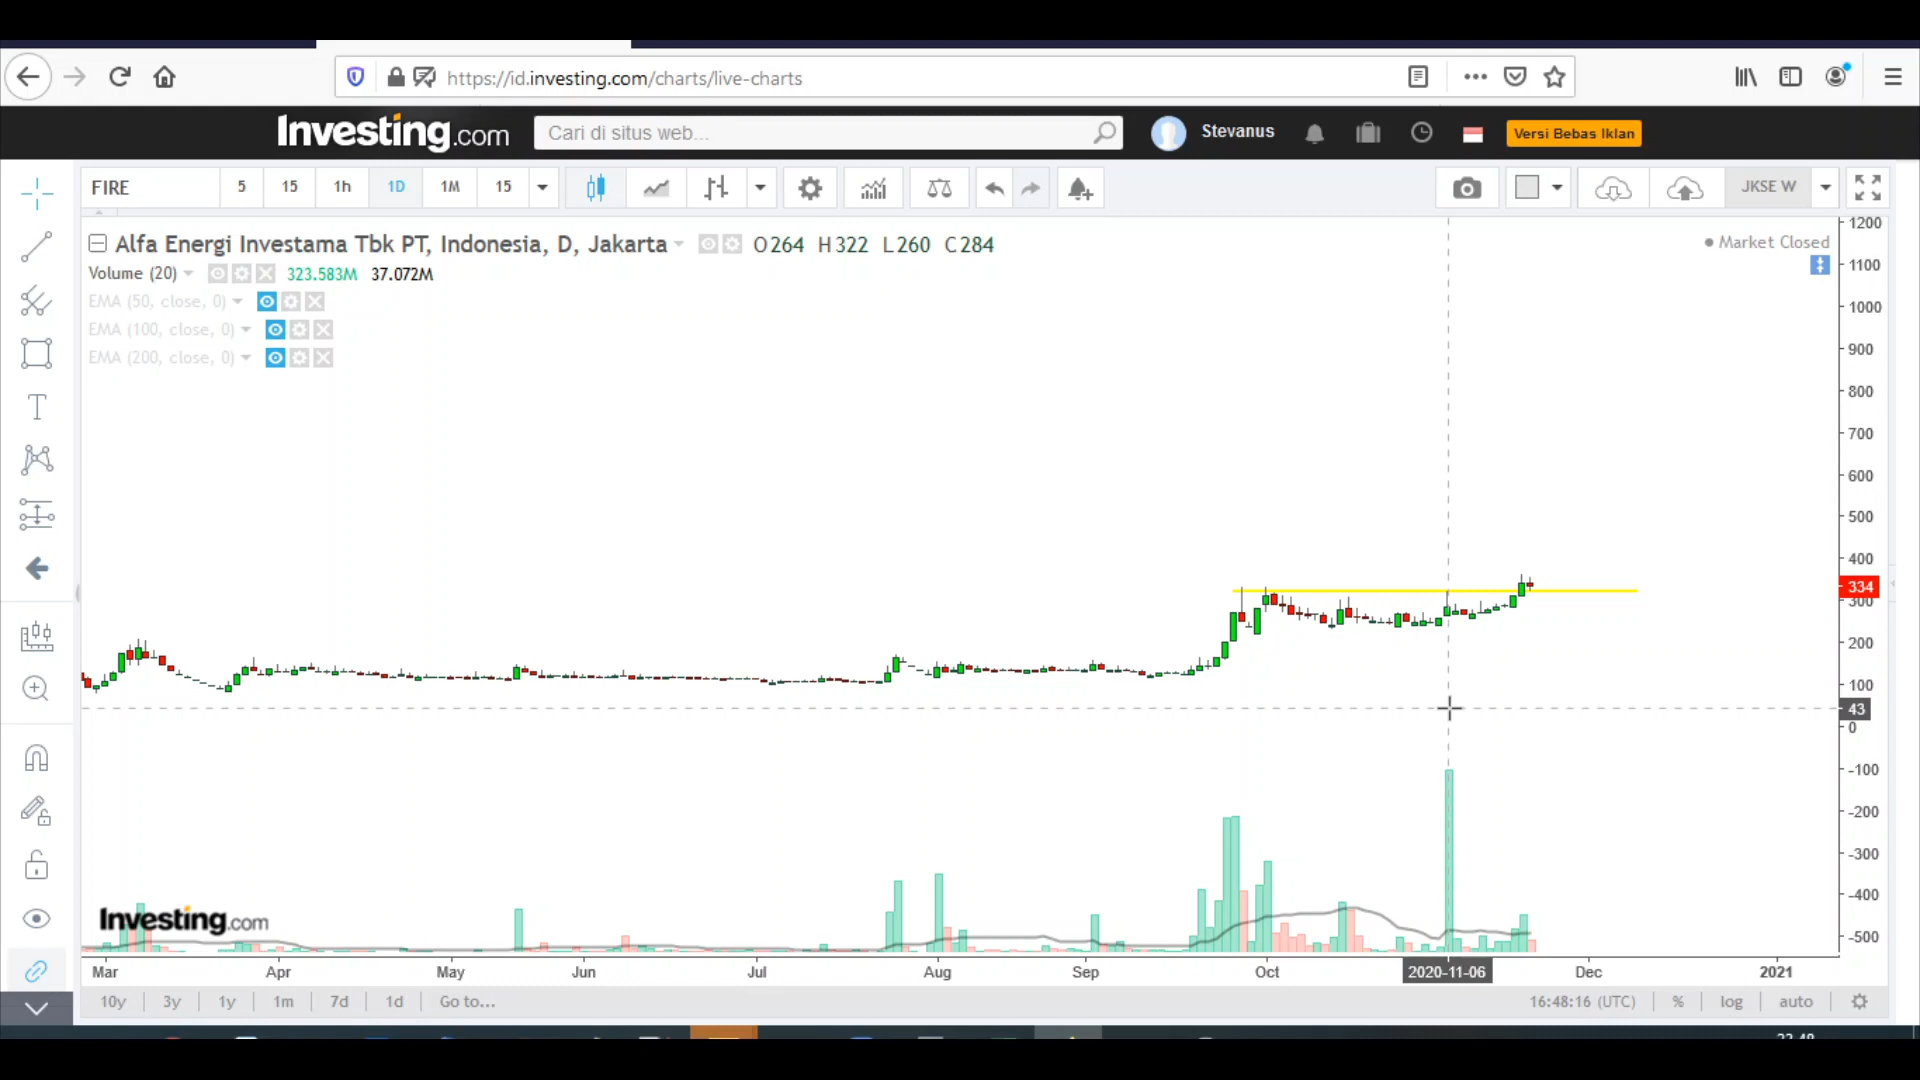 https://id.investing.com/charts/live-charts
Investing.com
Cari di situs web...
Stevanus
Versi Bebas Iklan
FIRE
5
15
1h
1D
1M
15
JKSE W
Alfa Energi Investama Tbk PT, Indonesia, D, Jakarta
O264 H322 L260 C284
Market Closed
Volume (20)
323.583M
37.072M
EMA (50, close, 0)
EMA (100, close, 0)
EMA (200, close, 0)
1200
1100
1000
900
800
700
600
500
400
334
300
200
100
43
0
-100
-200
-300
-400
-500
Investing.com
Mar
Apr
May
Jun
Jul
Aug
Sep
Oct
2020-11-06
Dec
2021
10y
3y
1y
1m
7d
1d
Go to...
16:48:16 (UTC)
%
log
auto